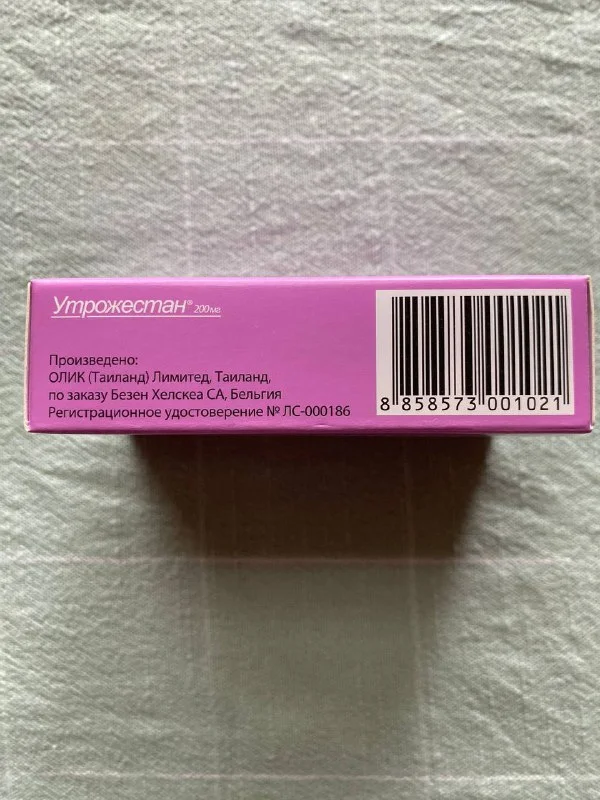 Утрожестан® 200мг
Произведено:
ОЛИК (Таиланд) Лимитед, Таиланд,
по заказу Безен Хелскеа СА, Бельгия
Регистрационное удостоверение № ЛС-000186
8 858573 001021